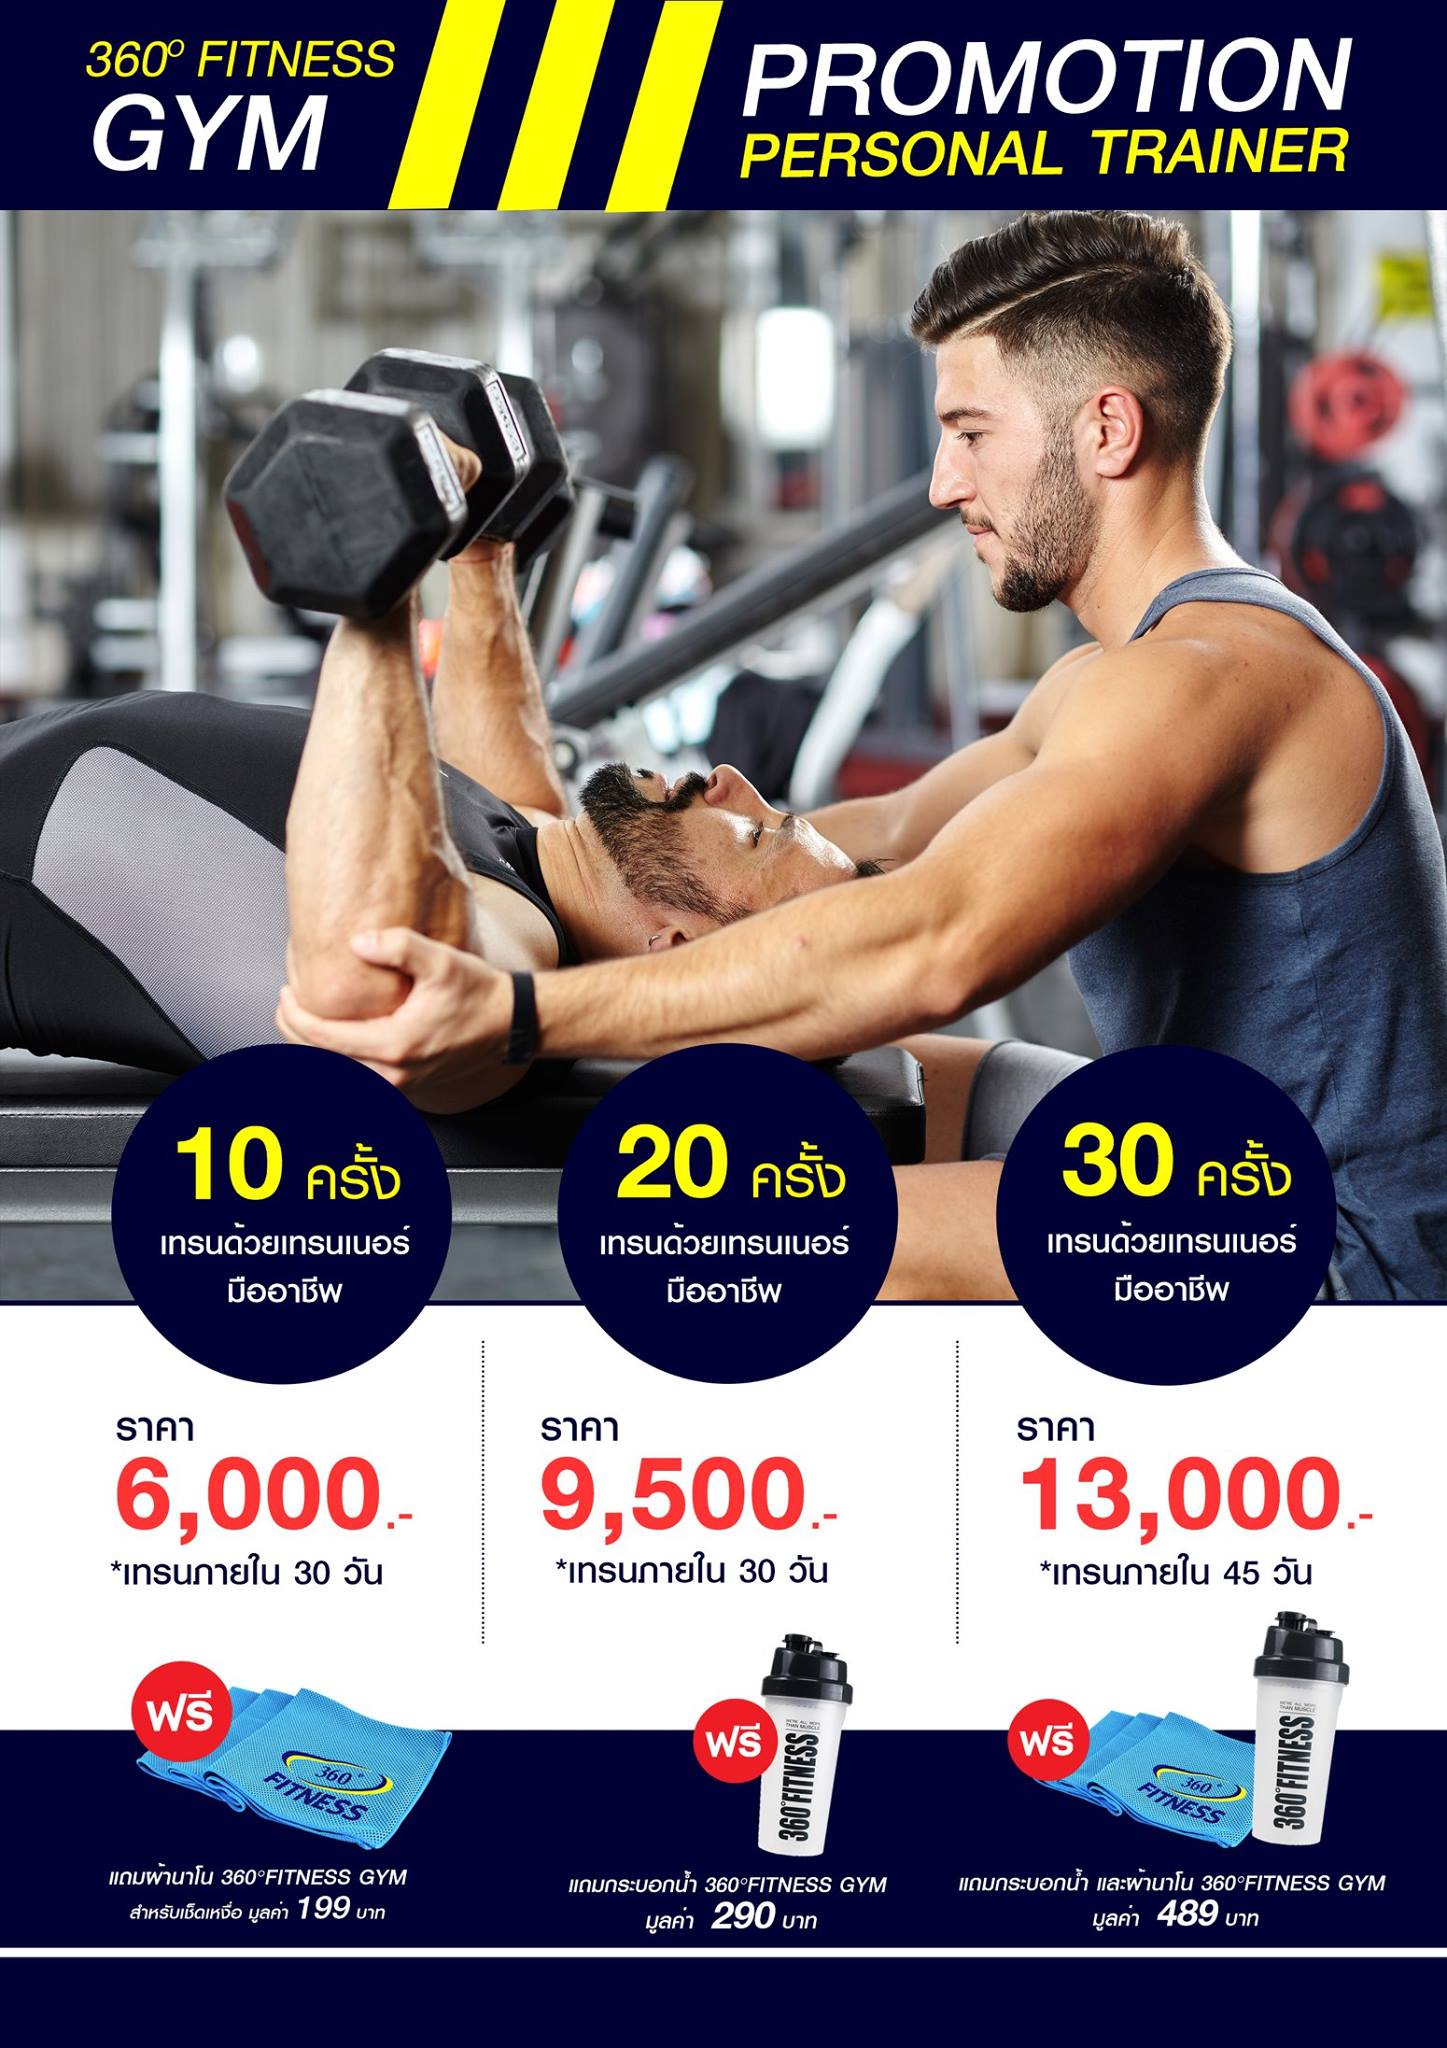 360° FITNESS
GYM
PROMOTION
PERSONAL TRAINER
10 ครั้ง
เทรนด้วยเทรนเนอร์
มืออาชีพ
20 ครั้ง
เทรนด้วยเทรนเนอร์
มืออาชีพ
30 ครั้ง
เทรนด้วยเทรนเนอร์
มืออาชีพ
ราคา
6,000.-
*เทรนภายใน 30 วัน
ราคา
9,500.-
*เทรนภายใน 30 วัน
ราคา
13,000.-
*เทรนภายใน 45 วัน
ฟรี
360°
FITNESS
แถมผ้านาโน 360°FITNESS GYM
สำหรับเช็ดเหงื่อ มูลค่า 199 บาท
ฟรี
WE'RE ALL MORE
THAN MUSCLE
360°FITNESS
แถมกระบอกน้ำ 360°FITNESS GYM
มูลค่า 290 บาท
ฟรี
360°
FITNESS
WE'RE ALL MORE
THAN MUSCLE
360°FITNESS
แถมกระบอกน้ำ และผ้านาโน 360°FITNESS GYM
มูลค่า 489 บาท